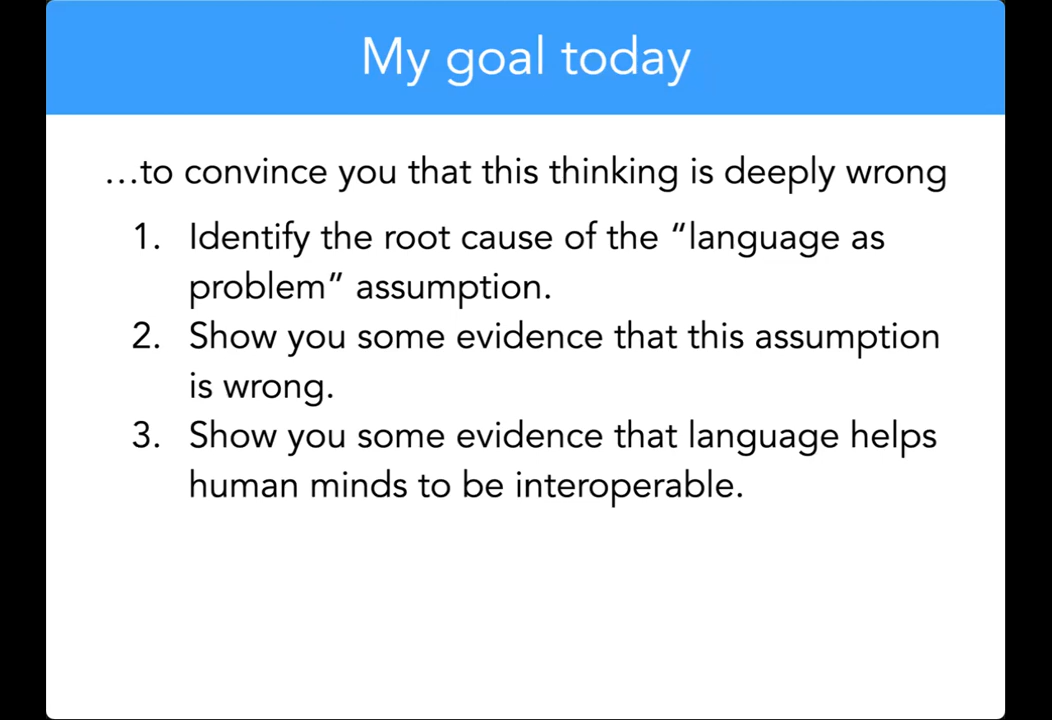 My goal today
…to convince you that this thinking is deeply wrong
1. Identify the root cause of the “language as
problem” assumption.
2. Show you some evidence that this assumption
is wrong.
3. Show you some evidence that language helps
human minds to be interoperable.